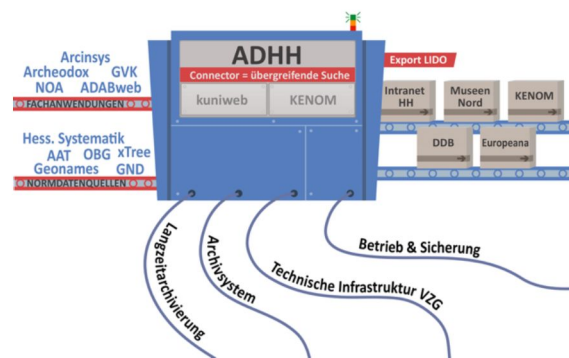 Arcinsys
Archeodox GVK
NOA ADABweb
FACHANWENDUNGEN
Hess. Systematik
AAT OBG xTree
Geonames GND
NORMDATENQUELLEN
ADHH
Connector = übergreifende Suche
kuniweb KENOM
Export LIDO
Intranet
HH
Museen
Nord
KENOM
DDB
Europeana
Langzeitarchivierung
Archivsystem
Technische Infrastruktur VZG
Betrieb & Sicherung